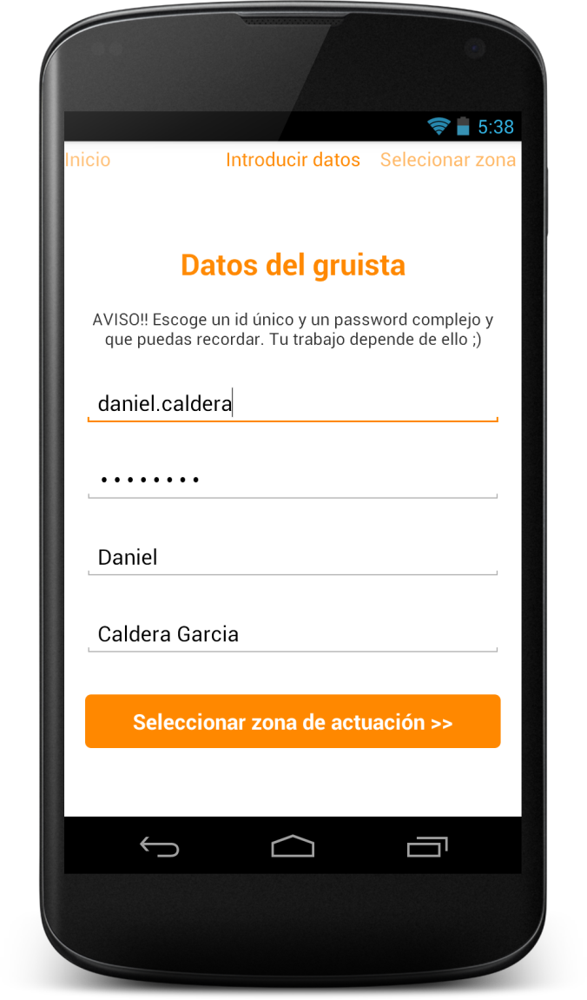 5:38
Inicio Introducir datos Selecionar zona
Datos del gruista
AVISO!! Escoge un id único y un password complejo y
que puedas recordar. Tu trabajo depende de ello ;)
daniel.caldera
••••••••
Daniel
Caldera Garcia
Seleccionar zona de actuación >>